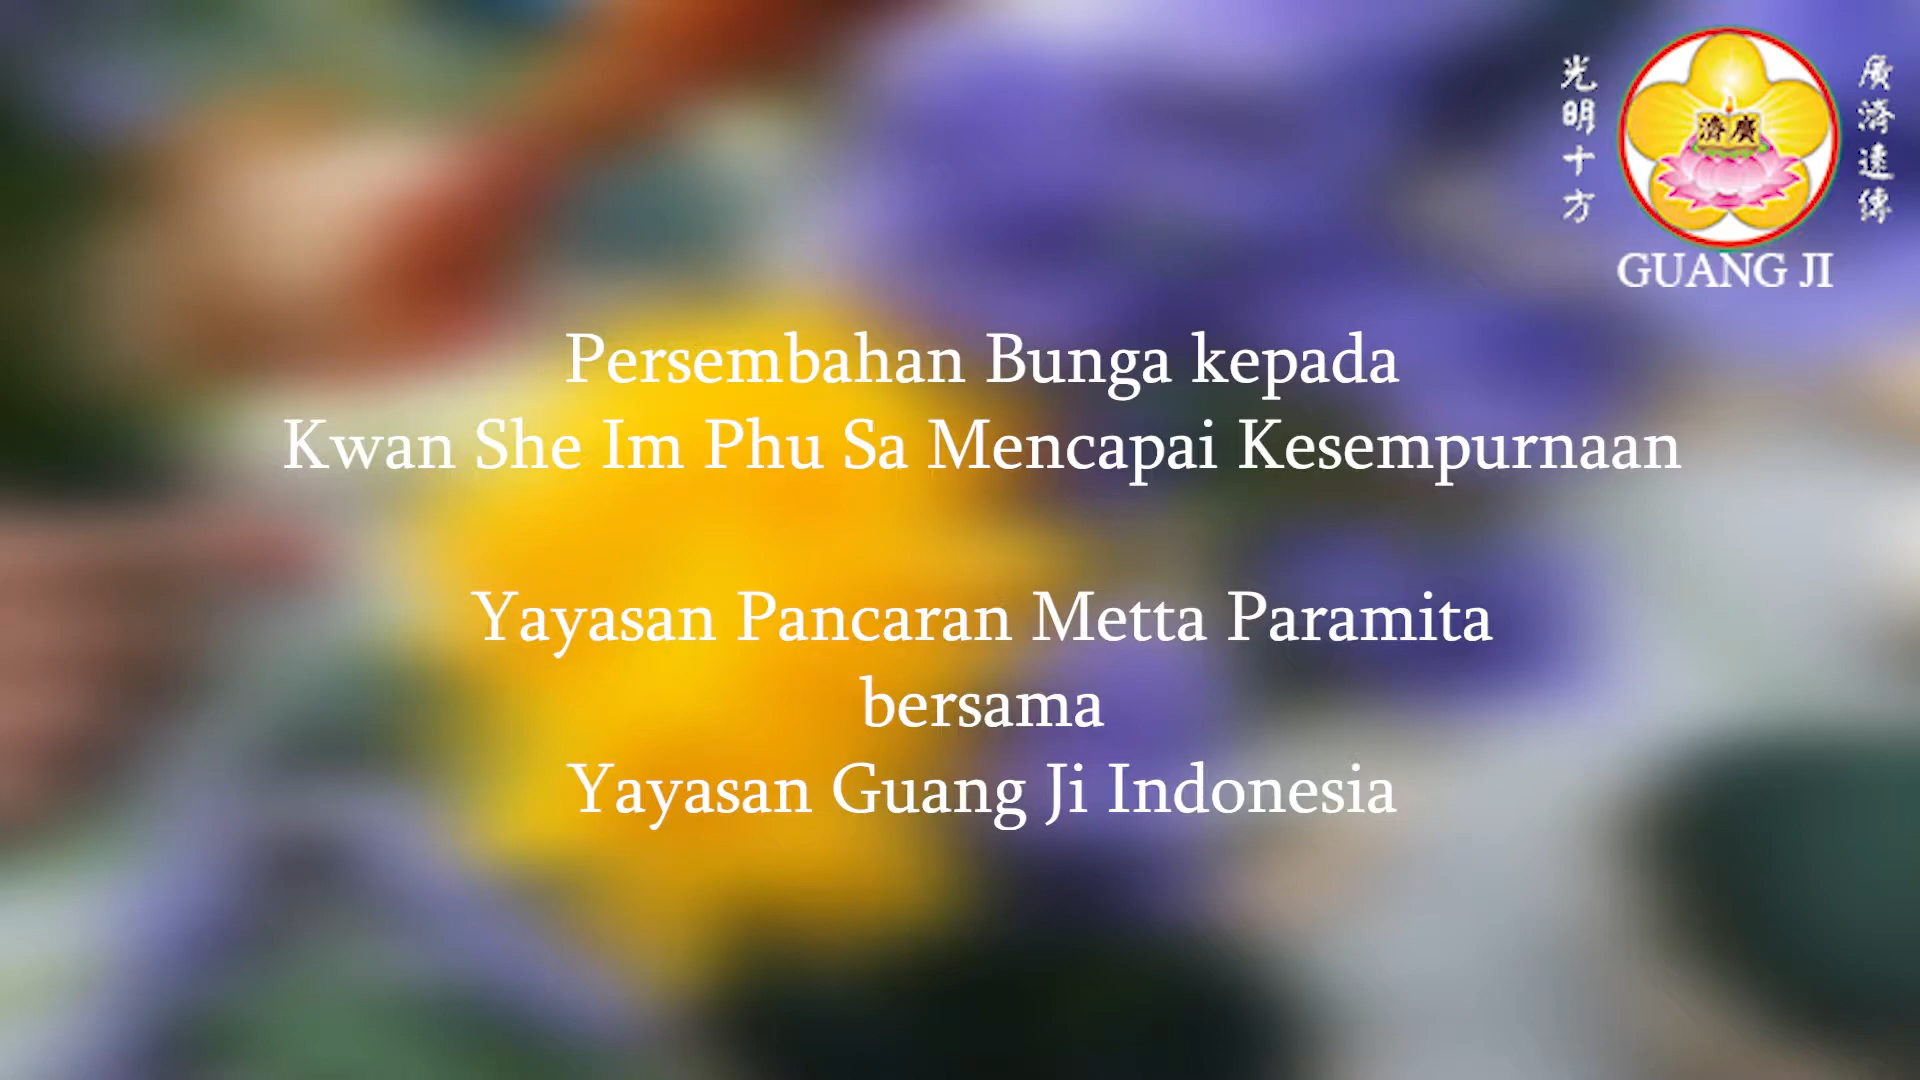 廣濟遠傳
光明十方
濟廣
GUANG JI
Persembahan Bunga kepada
Kwan She Im Phu Sa Mencapai Kesempurnaan
Yayasan Pancaran Metta Paramita
bersama
Yayasan Guang Ji Indonesia